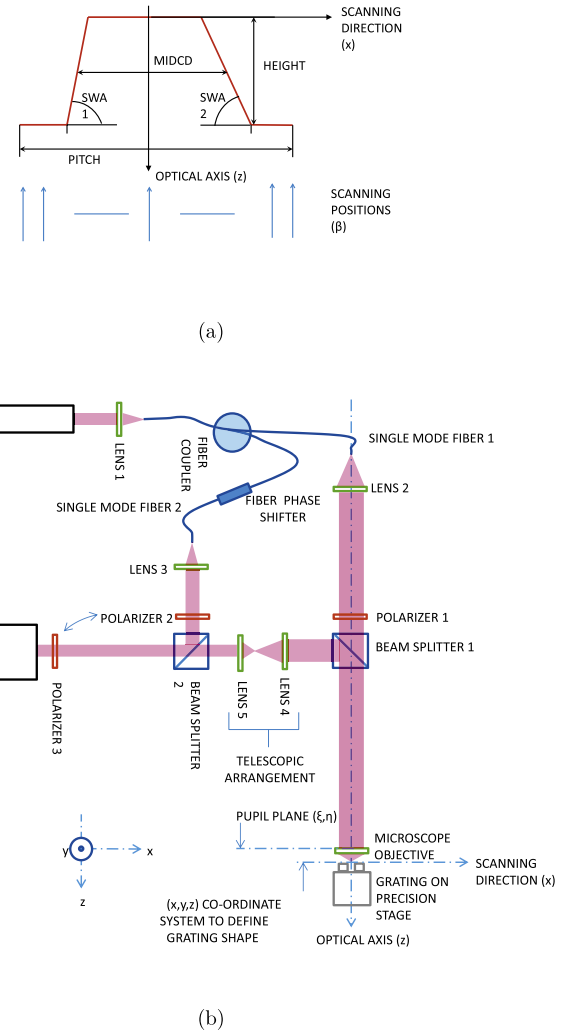 SCANNING
DIRECTION
(x)
MIDCD
HEIGHT
SWA
1
SWA
2
PITCH
OPTICAL AXIS (z)
SCANNING
POSITIONS
(β)
(a)
LENS 1
FIBER
COUPLER
SINGLE MODE FIBER 1
LENS 2
FIBER PHASE
SHIFTER
SINGLE MODE FIBER 2
LENS 3
POLARIZER 2
POLARIZER 1
BEAM SPLITTER 1
POLARIZER 3
BEAM SPLITTER
2
LENS 5
LENS 4
TELESCOPIC
ARRANGEMENT
PUPIL PLANE (ξ,η)
MICROSCOPE
OBJECTIVE
y
x
z
SCANNING
DIRECTION (x)
GRATING ON
PRECISION
STAGE
(x,y,z) CO-ORDINATE
SYSTEM TO DEFINE
GRATING SHAPE
OPTICAL AXIS (z)
(b)